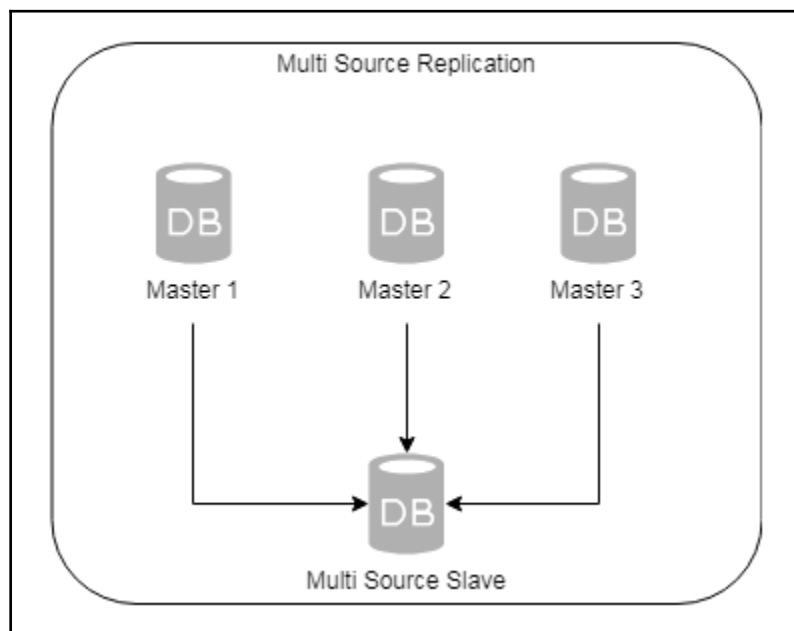 Multi Source Replication
DB
DB
DB
Master 1
Master 2
Master 3
DB
Multi Source Slave